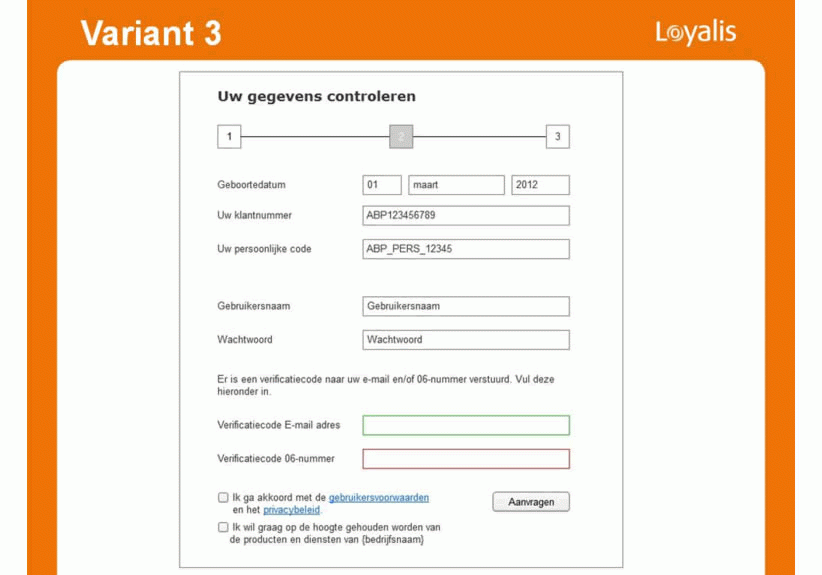 Variant 3
Loyalis
Uw gegevens controleren
1 2 3
Geboortedatum 01 maart 2012
Uw klantnummer ABP123456789
Uw persoonlijke code ABP_PERS_12345
Gebruikersnaam Gebruikersnaam
Wachtwoord Wachtwoord
Er is een verificatiecode naar uw e-mail en/of 06-nummer verstuurd. Vul deze
hieronder in.
Verificatiecode E-mail adres
Verificatiecode 06-nummer
Ik ga akkoord met de gebruikersvoorwaarden
en het privacybeleid.
Aanvragen
Ik wil graag op de hoogte gehouden worden van
de producten en diensten van {bedrijfsnaam}